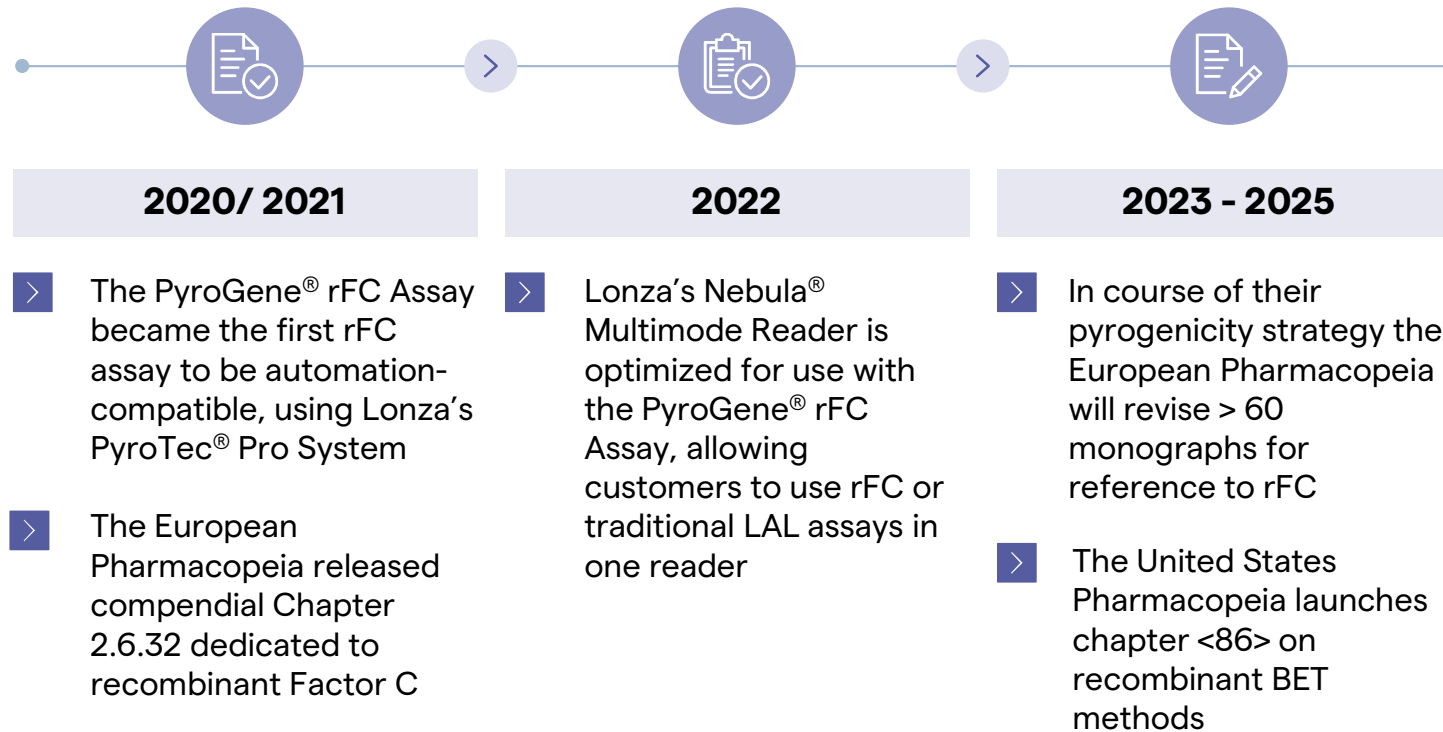 2020/ 2021
The PyroGene® rFC Assay
became the first rFC
assay to be automation-
compatible, using Lonza’s
PyroTec® Pro System
The European
Pharmacopeia released
compendial Chapter
2.6.32 dedicated to
recombinant Factor C
2022
Lonza’s Nebula®
Multimode Reader is
optimized for use with
the PyroGene® rFC
Assay, allowing
customers to use rFC or
traditional LAL assays in
one reader
2023 - 2025
In course of their
pyrogenicity strategy the
European Pharmacopeia
will revise > 60
monographs for
reference to rFC
The United States
Pharmacopeia launches
chapter <86> on
recombinant BET
methods